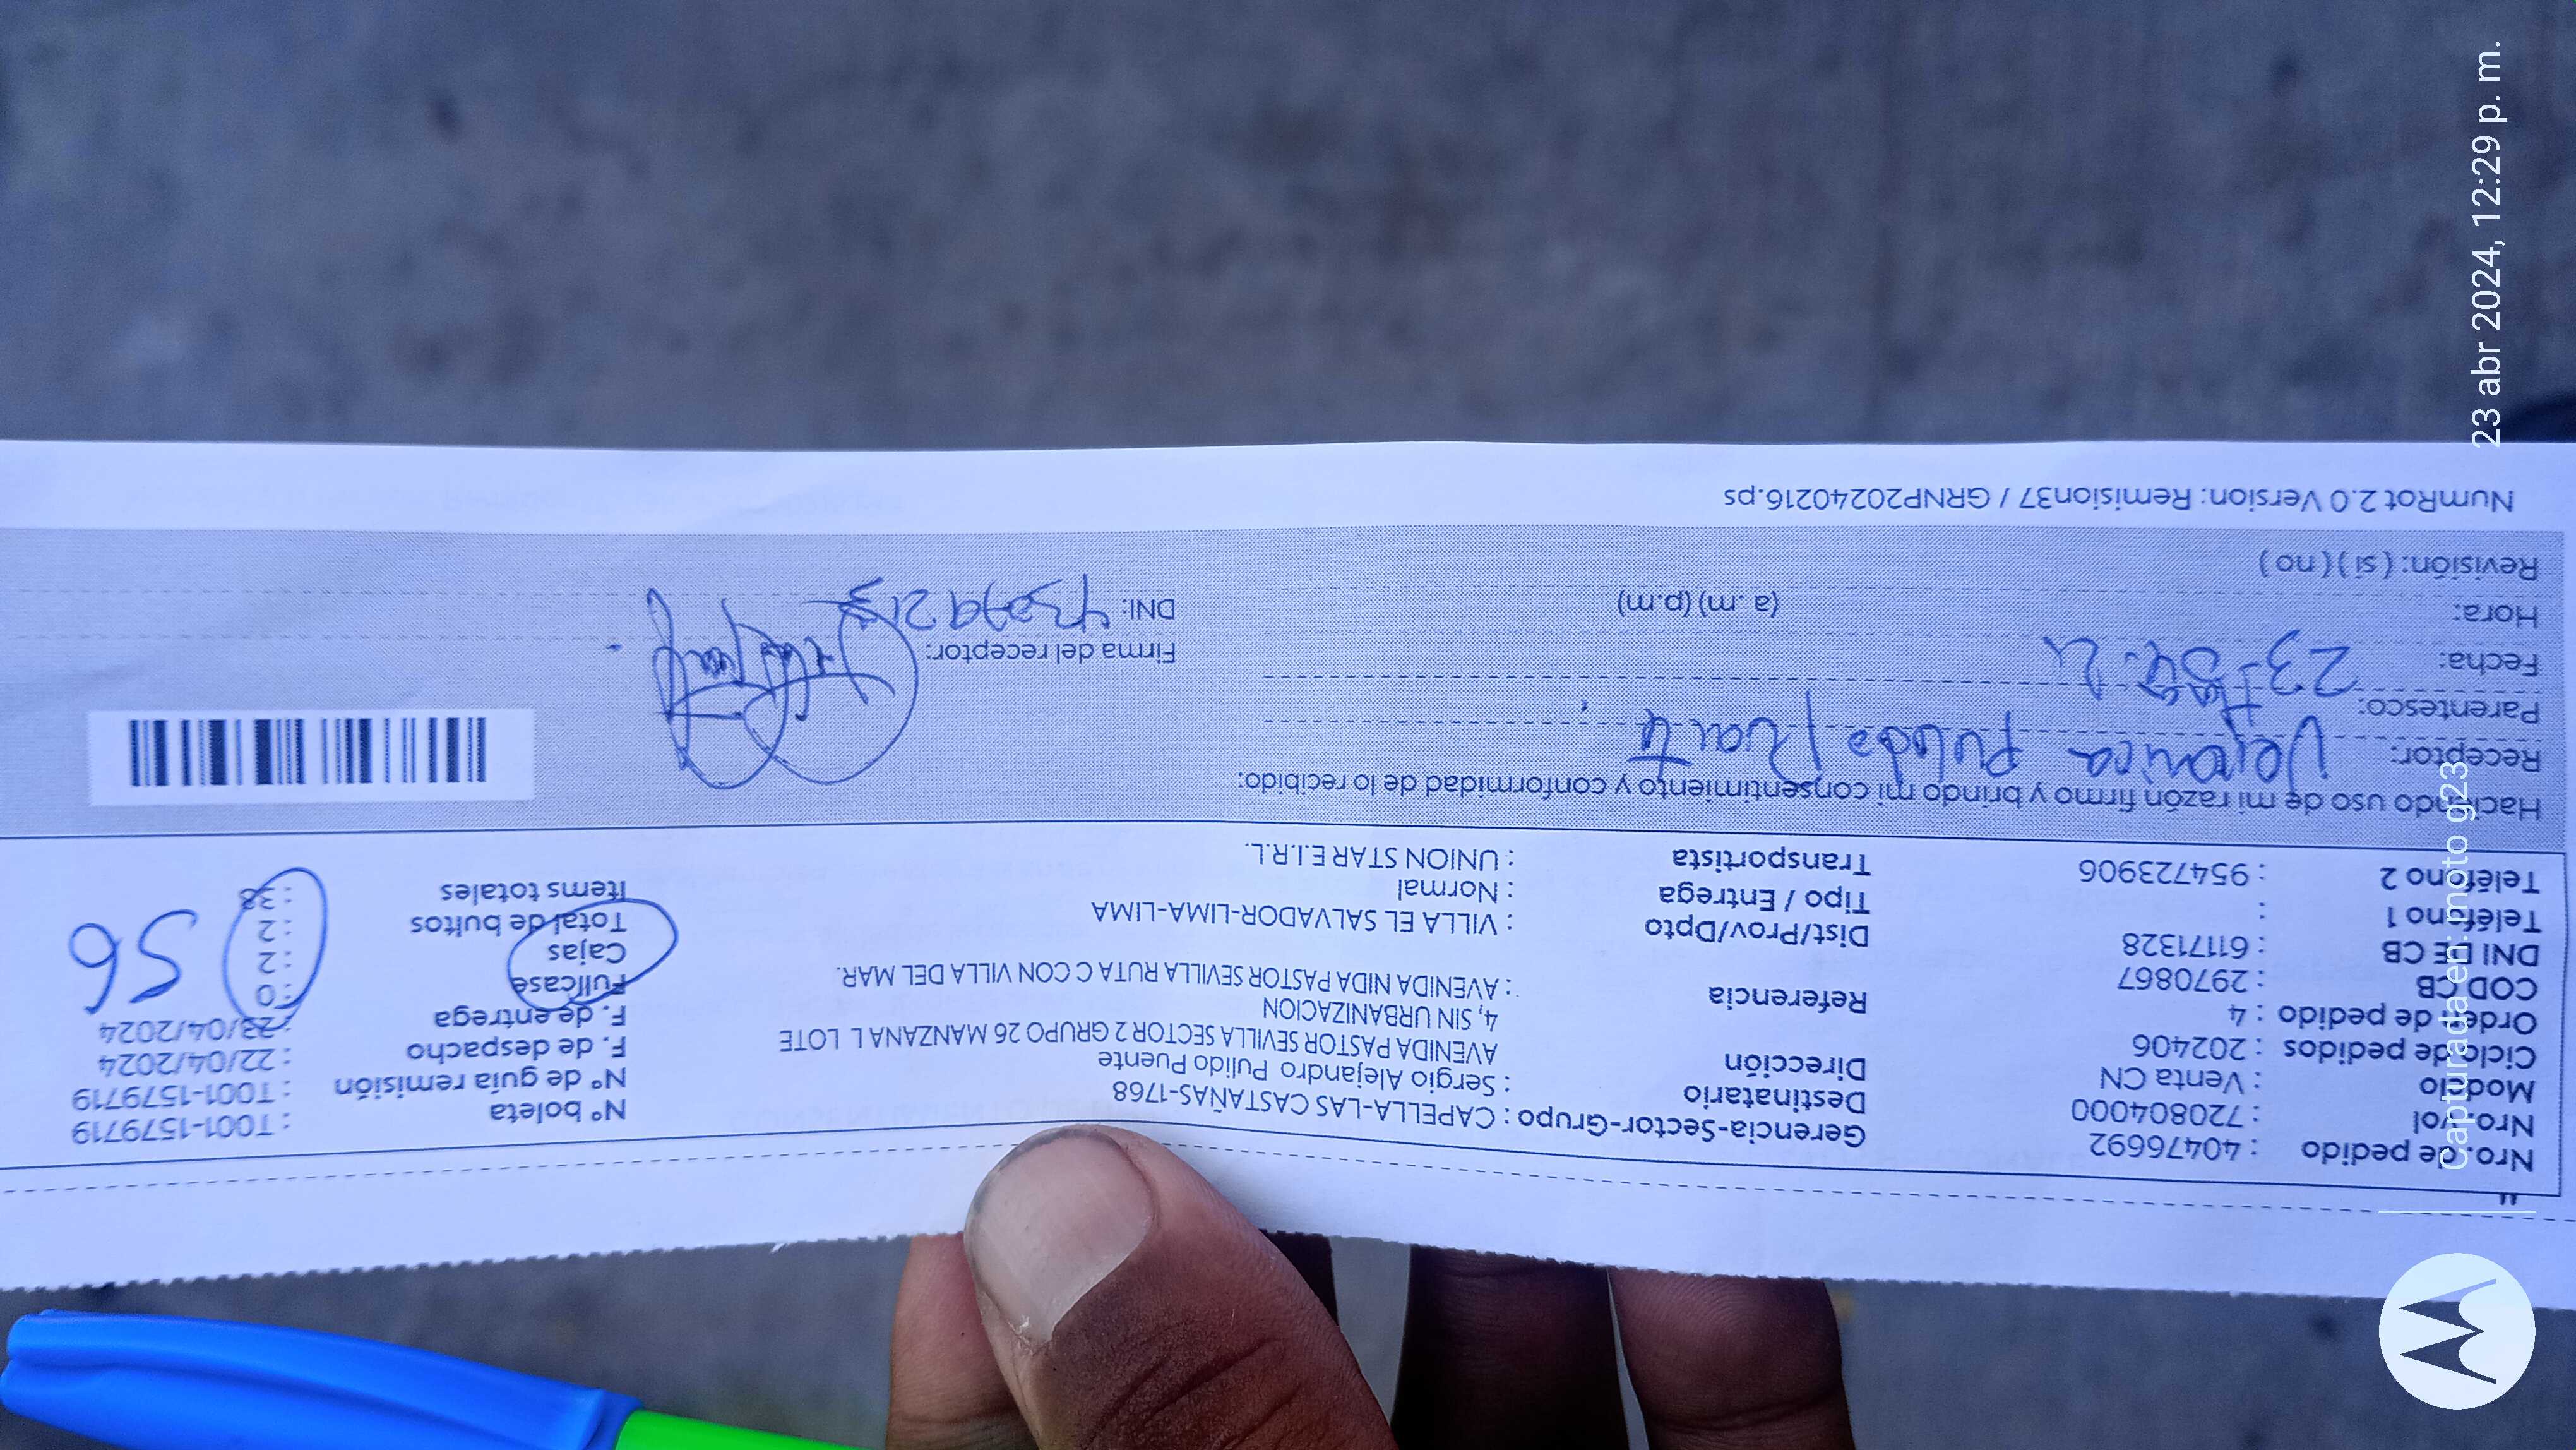 Nro. de pedido : 40476692
Nro. vol : 720804000
Modulo : Venta CN
Ciclo de pedidos : 202406
Orden de pedido : 4
COD CB : 2970867
DNI DE CB : 61171328
Teléfono 1 :
Teléfono 2 : 954723906
Gerencia-Sector-Grupo : CAPELLA-LAS CASTAÑAS-1768
Destinatario : Sergio Alejandro Pulido Puente
Dirección AVENIDA PASTOR SEVILLA SECTOR 2 GRUPO 26 MANZANA L LOTE
4, SIN URBANIZACION
Referencia : AVENIDA NIDA PASTOR SEVILLA RUTA C CON VILLA DEL MAR.
Dist/Prov/Dpto : VILLA EL SALVADOR-LIMA-LIMA
Tipo / Entrega : Normal
Transportista : UNION STAR E.I.R.L.
N° boleta : T001-1579719
N° de guía remisión : T001-1579719
F. de despacho : 22/04/2024
F. de entrega : 23/04/2024
Fullcase : 0
Cajas : 2
Total de bultos : 2
Items totales : 38
56
Haciendo uso de mi razón firmo y brindo mi consentimiento y conformidad de lo recibido:
Receptor: Veronica Pulido
Parentesco:
Fecha: 23
Hora: (a .m) (p.m)
Revisión: ( si ) ( no )
Firma del receptor:
DNI:
NumRot 2.0 Version: Remision37 / GRNP20240216.ps
Capturada en: moto g23
23 abr 2024, 12:29 p. m.